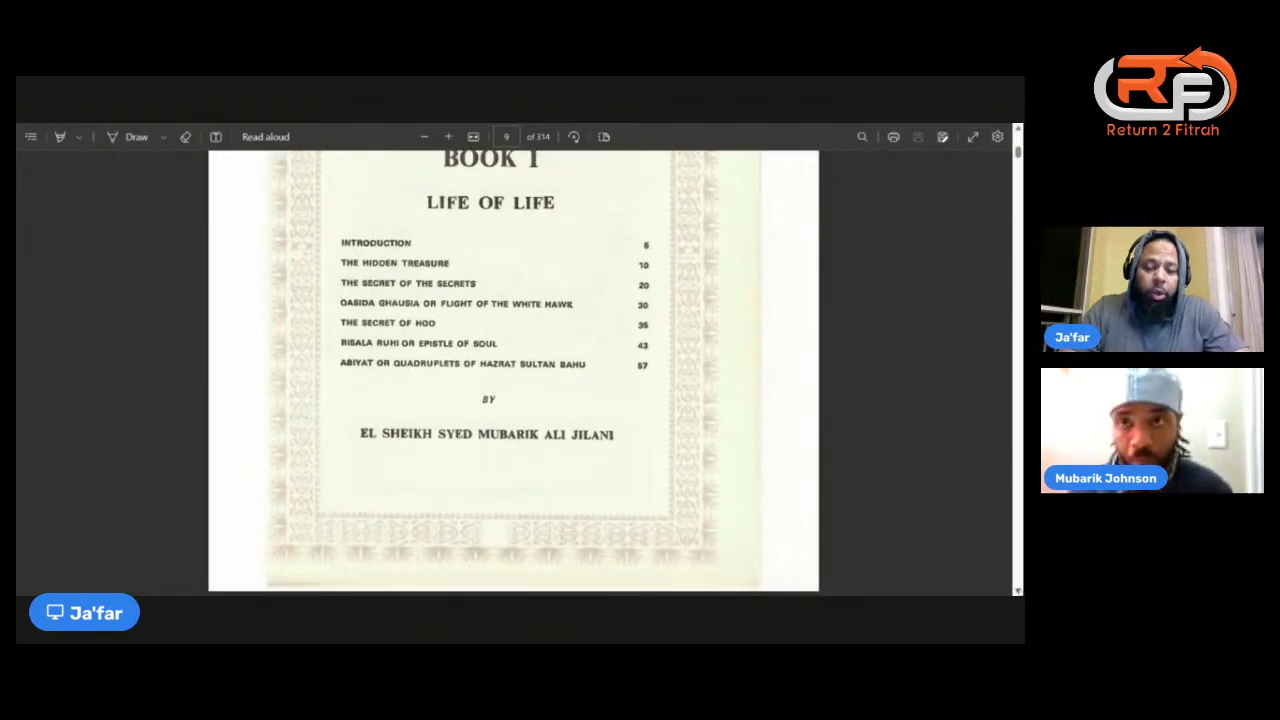 RF
Return 2 Fitrah
Draw
Read aloud
9 of 314
BOOK 1
LIFE OF LIFE
INTRODUCTION 5
THE HIDDEN TREASURE 10
THE SECRET OF THE SECRETS 20
QASIDA GHAUSIA OR FLIGHT OF THE WHITE HAWK 30
THE SECRET OF HOO 35
RISALA RUHI OR EPISTLE OF SOUL 43
ABIYAT OR QUADRUPLETS OF HAZRAT SULTAN BAHU 57
BY
EL SHEIKH SYED MUBARIK ALI JILANI
Ja'far
Mubarik Johnson
Ja'far